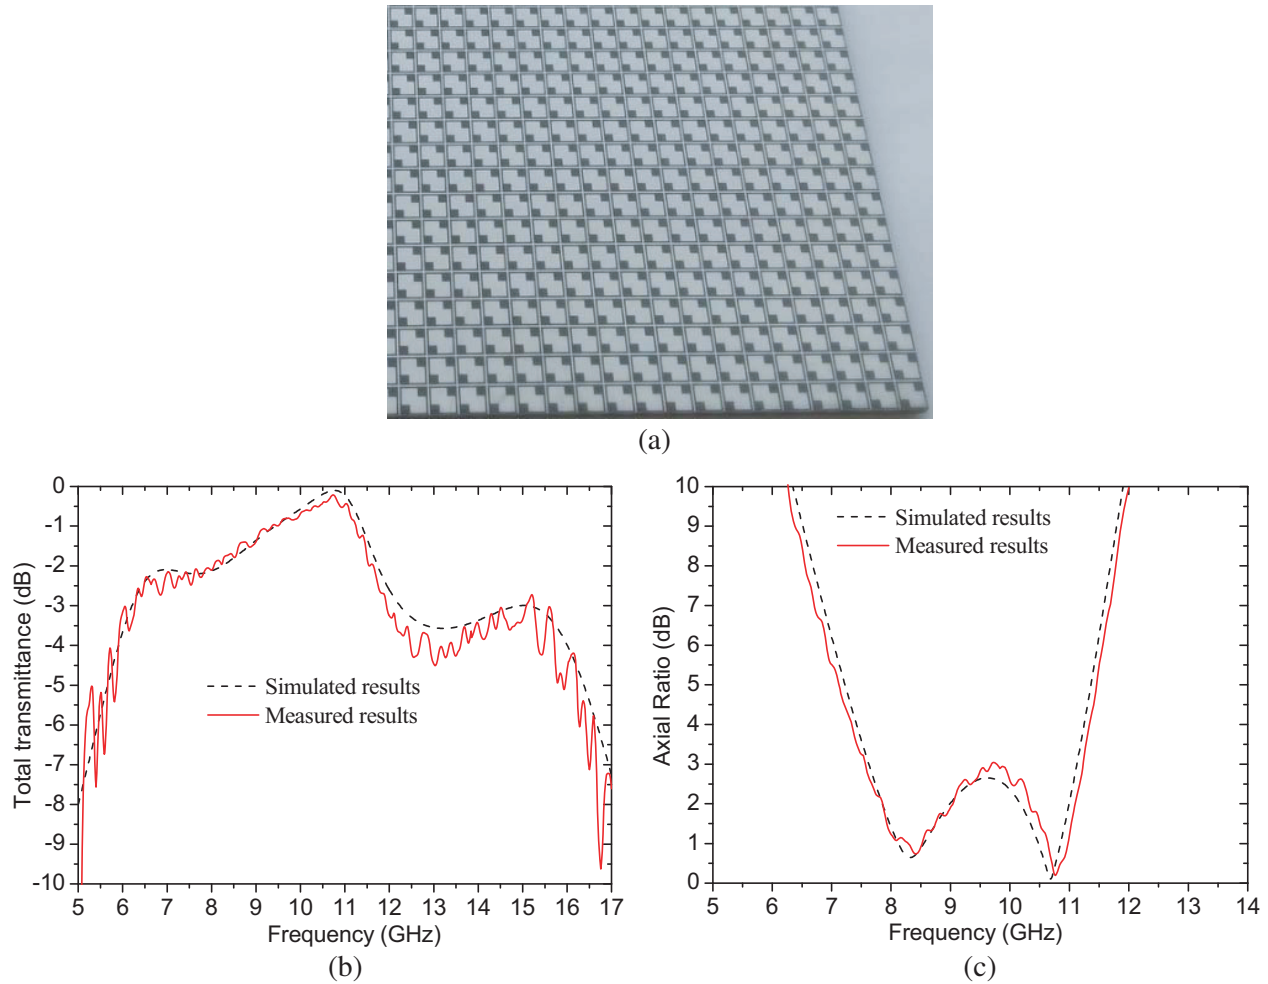 (a)
0
-1
-2
-3
-4
-5
-6
-7
-8
-9
-10
Total transmittance (dB)
Simulated results
Measured results
5 6 7 8 9 10 11 12 13 14 15 16 17
Frequency (GHz)
(b)
10
9
8
7
6
5
4
3
2
1
0
Axial Ratio (dB)
Simulated results
Measured results
5 6 7 8 9 10 11 12 13 14
Frequency (GHz)
(c)